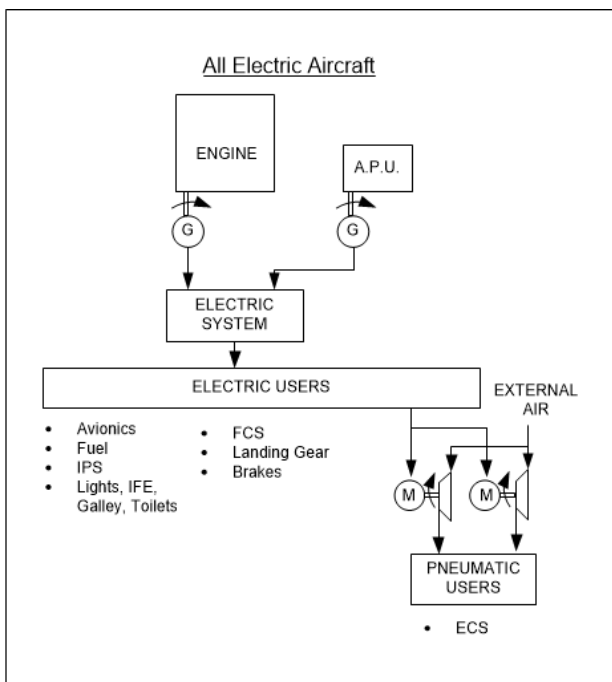 All Electric Aircraft
ENGINE
A.P.U.
G
G
ELECTRIC
SYSTEM
ELECTRIC USERS
EXTERNAL
AIR
• Avionics
• Fuel
• IPS
• Lights, IFE,
Galley, Toilets
• FCS
• Landing Gear
• Brakes
M
M
PNEUMATIC
USERS
• ECS